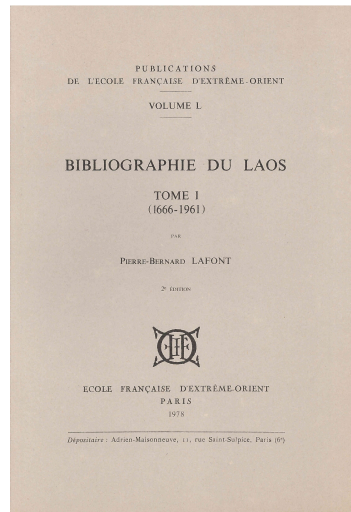 PUBLICATIONS
DE L'ECOLE FRANÇAISE D'EXTRÊME-ORIENT
VOLUME L
BIBLIOGRAPHIE DU LAOS
TOME I
(1666-1961)
PAR
PIERRE-BERNARD LAFONT
2e ÉDITION
ECOLE FRANÇAISE D'EXTRÊME-ORIENT
PARIS
1978
Dépositaire : Adrien-Maisonneuve, 11, rue Saint-Sulpice, Paris (6e)